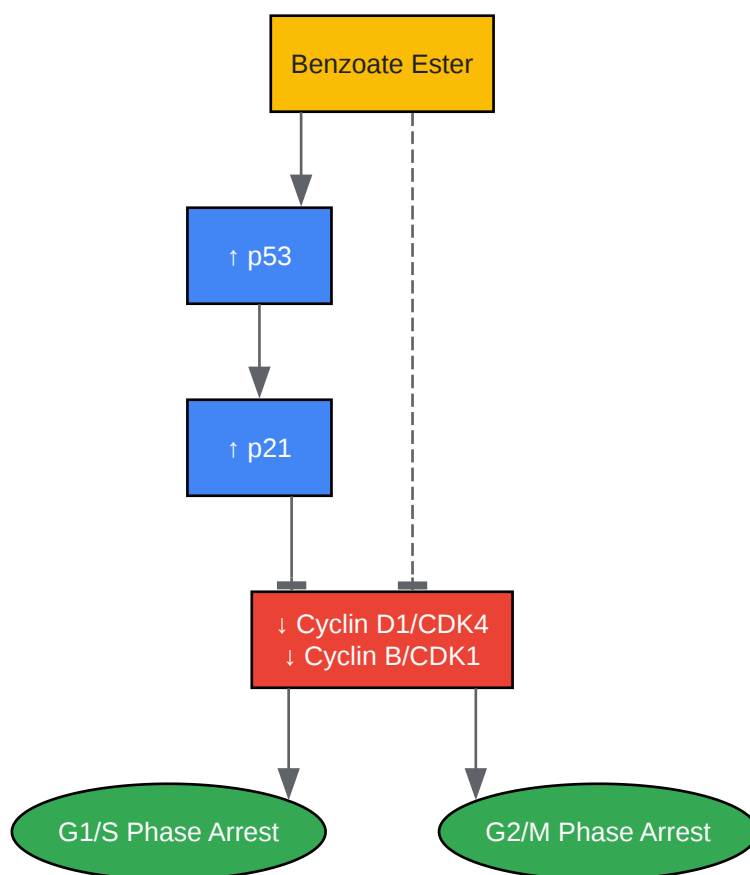 Benzoate Ester
↑ p53
↑ p21
↓ Cyclin D1/CDK4
↓ Cyclin B/CDK1
G1/S Phase Arrest
G2/M Phase Arrest